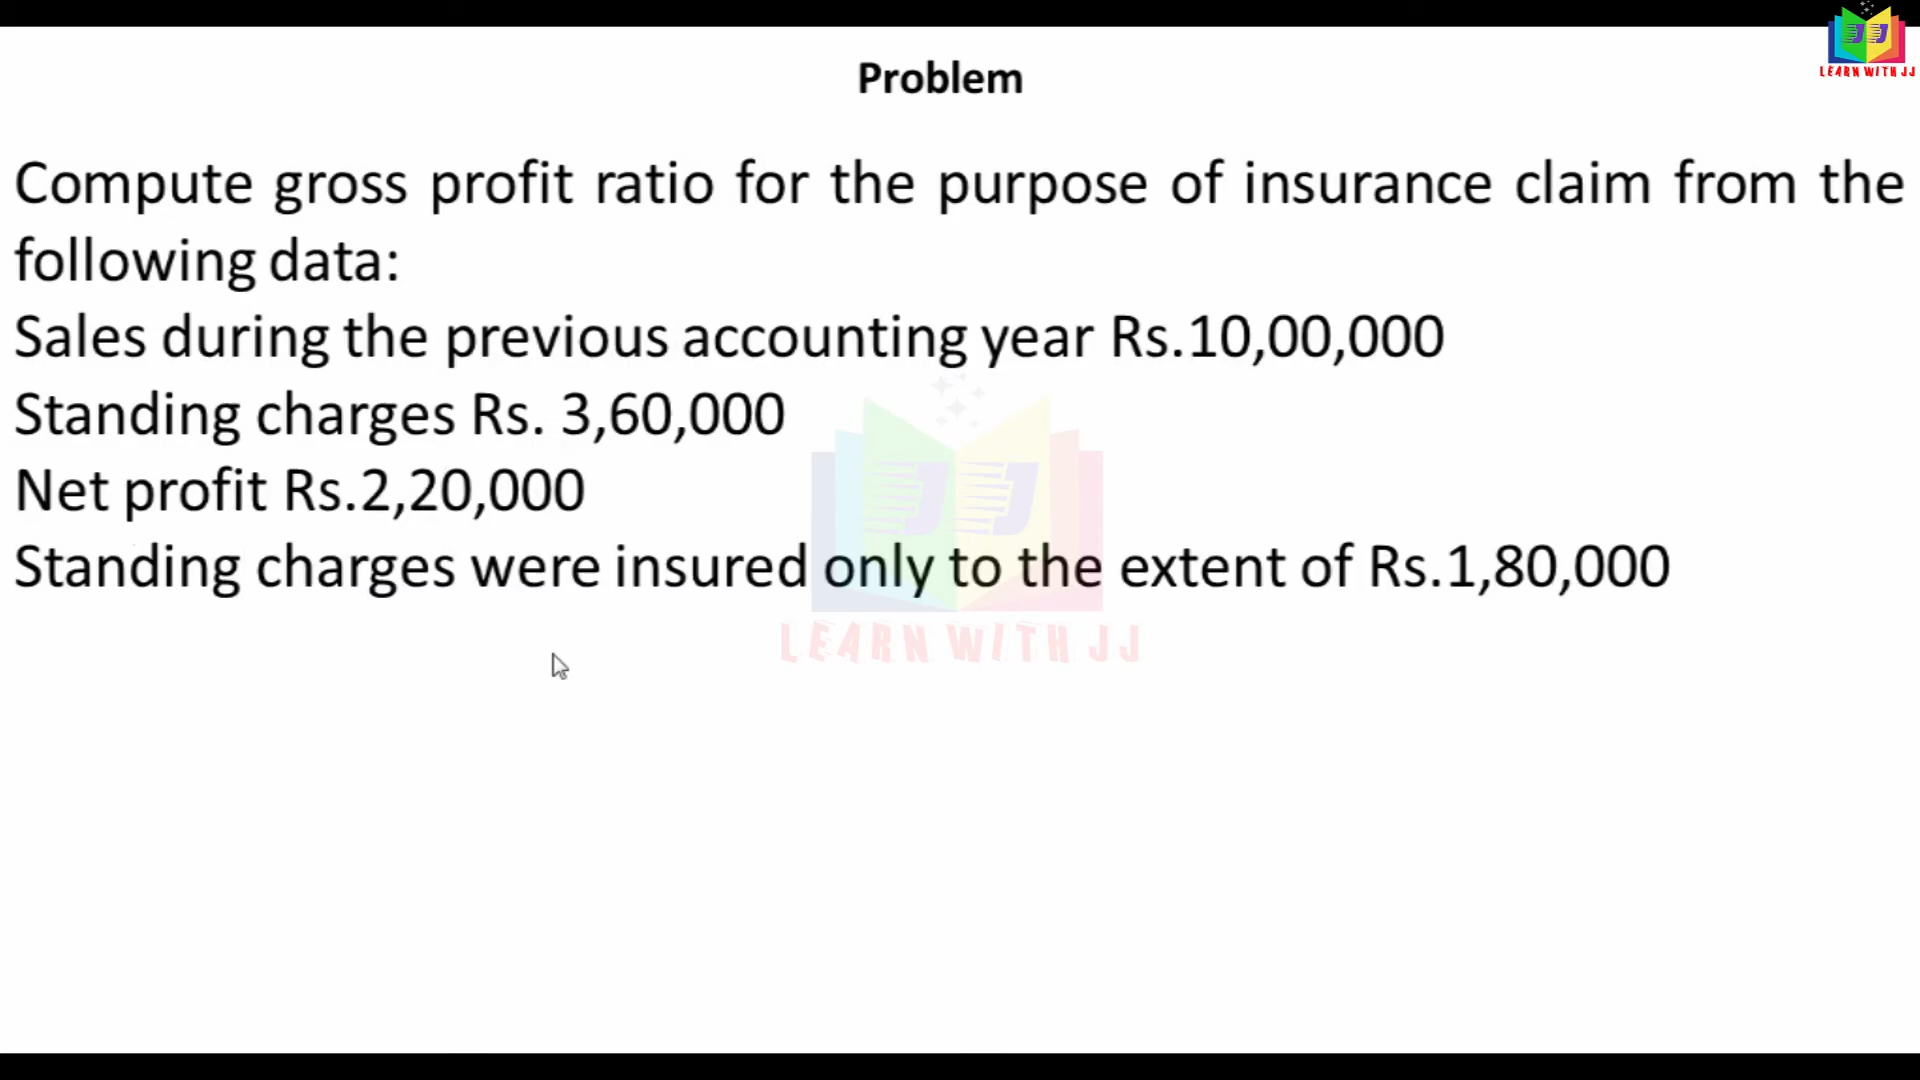 LEARN WITH JJ
Problem
Compute gross profit ratio for the purpose of insurance claim from the
following data:
Sales during the previous accounting year Rs.10,00,000
Standing charges Rs. 3,60,000
Net profit Rs.2,20,000
Standing charges were insured only to the extent of Rs.1,80,000
JJ
LEARN WITH JJ